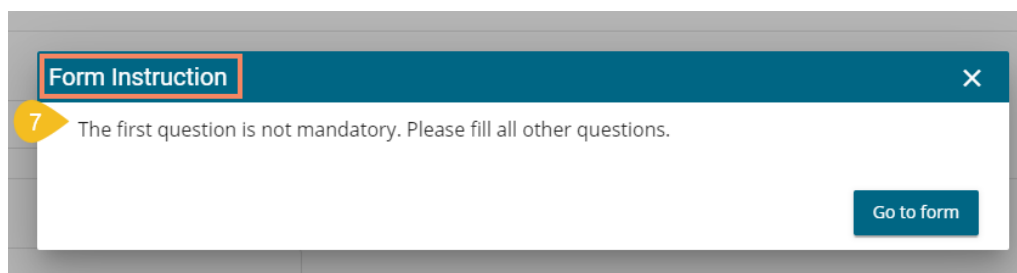 Form Instruction
7
The first question is not mandatory. Please fill all other questions.
Go to form